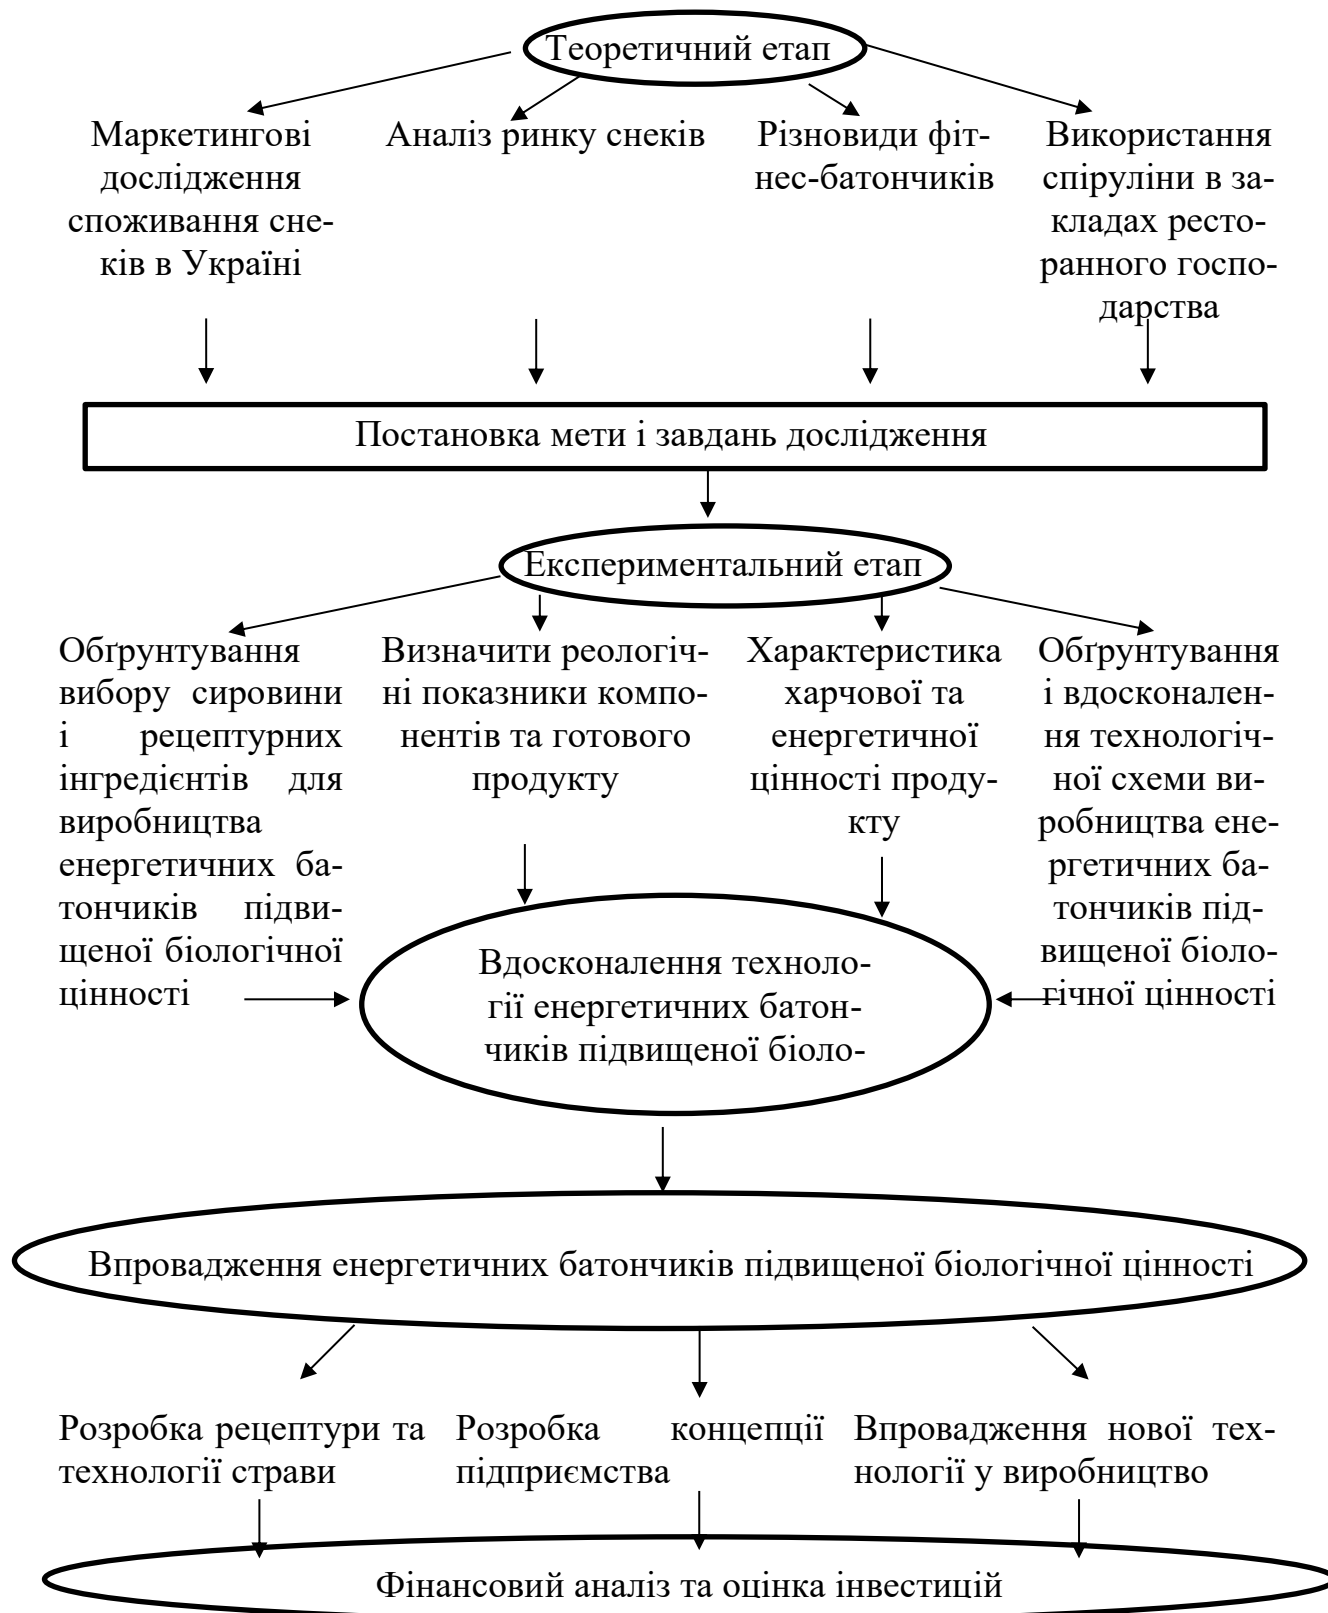 Теоретичний етап
Маркетингові
дослідження
споживання сне-
ків в Україні
Аналіз ринку снеків
Різновиди фіт-
нес-батончиків
Використання
спіруліни в за-
кладах ресто-
ранного госпо-
дарства
Постановка мети і завдань дослідження
Експериментальний етап
Обґрунтування
вибору сировини
і рецептурних
інгредієнтів для
виробництва
енергетичних ба-
тончиків підви-
щеної біологічної
цінності
Визначити реологіч-
ні показники компо-
нентів та готового
продукту
Характеристика
харчової та
енергетичної
цінності проду-
кту
Обґрунтування
і вдосконален-
ня технологіч-
ної схеми ви-
робництва ене-
ргетичних ба-
тончиків під-
вищеної біоло-
гічної цінності
Вдосконалення техноло-
гії енергетичних батон-
чиків підвищеної біоло-
Впровадження енергетичних батончиків підвищеної біологічної цінності
Розробка рецептури та
технології страви
Розробка концепції
підприємства
Впровадження нової тех-
нології у виробництво
Фінансовий аналіз та оцінка інвестицій